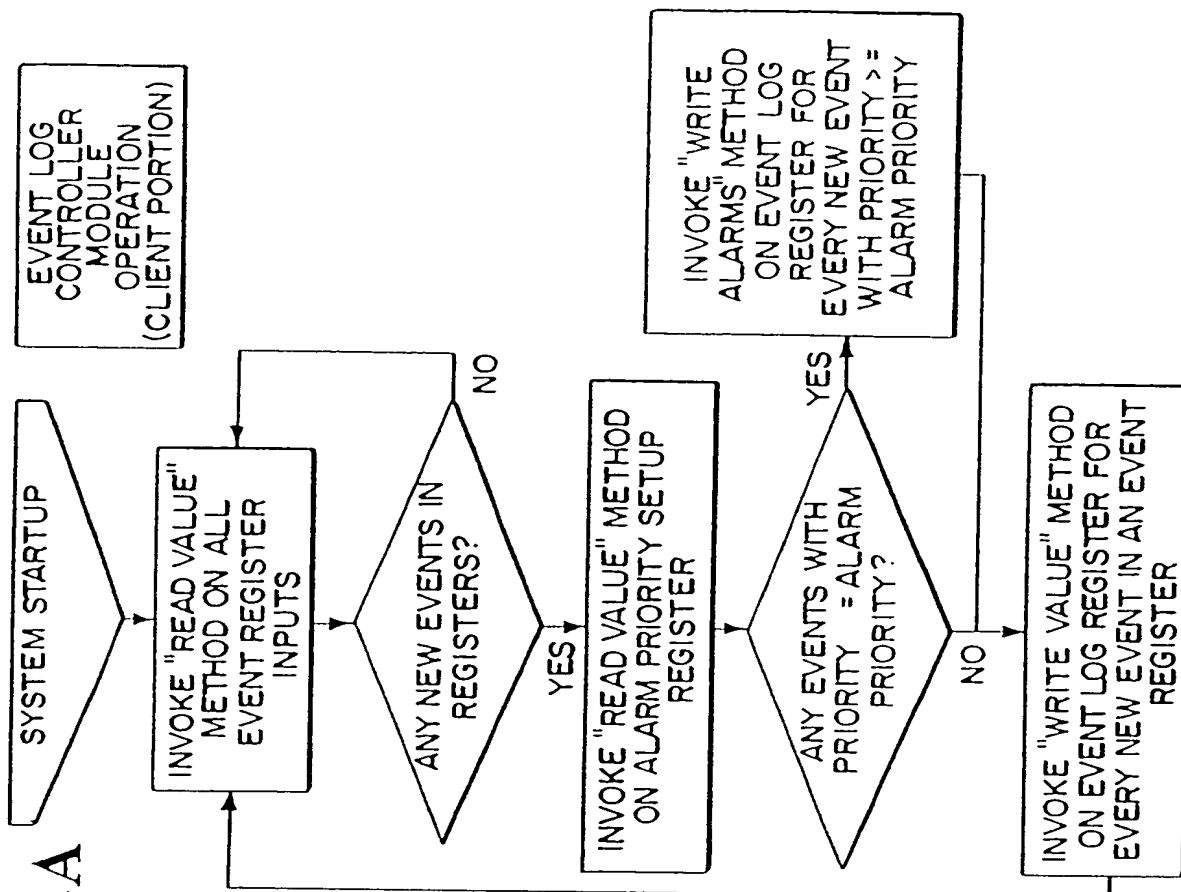 A
EVENT LOG
CONTROLLER
MODULE
OPERATION
(CLIENT PORTION)
SYSTEM STARTUP
INVOKE "READ VALUE"
METHOD ON ALL
EVENT REGISTER
INPUTS
ANY NEW EVENTS IN
REGISTERS?
NO
YES
INVOKE "READ VALUE" METHOD
ON ALARM PRIORITY SETUP
REGISTER
ANY EVENTS WITH
PRIORITY = ALARM
PRIORITY?
YES
NO
INVOKE "WRITE
ALARMS" METHOD
ON EVENT LOG
REGISTER FOR
EVERY NEW EVENT
WITH PRIORITY >=
ALARM PRIORITY
INVOKE "WRITE VALUE" METHOD
ON EVENT LOG REGISTER FOR
EVERY NEW EVENT IN AN EVENT
REGISTER